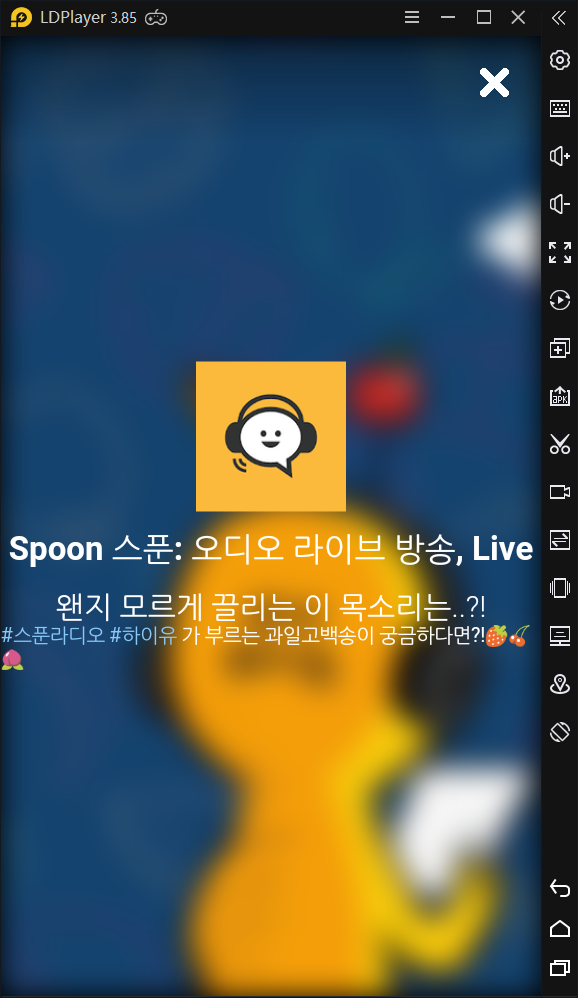 LDPlayer 3.85
Spoon 스푼: 오디오 라이브 방송, Live
왠지 모르게 끌리는 이 목소리는..?!
#스푼라디오 #하이유 가 부르는 과일고백송이 궁금하다면?!🍓🍒
🍑
APK